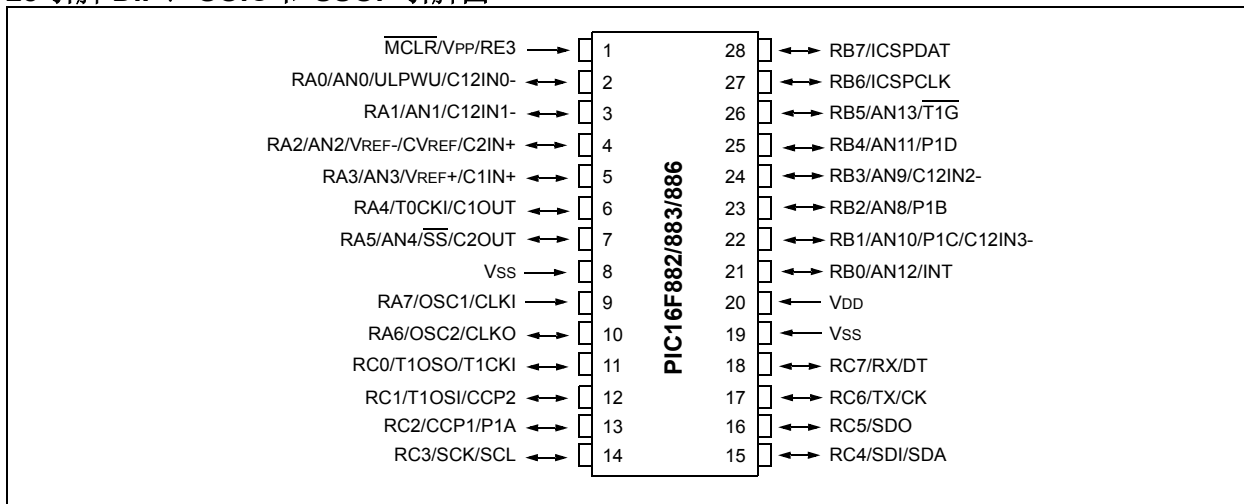 MCLR/VPP/RE3 1 28 RB7/ICSPDAT
RA0/AN0/ULPWU/C12IN0- 2 27 RB6/ICSPCLK
RA1/AN1/C12IN1- 3 26 RB5/AN13/T1G
RA2/AN2/VREF-/CVREF/C2IN+ 4 25 RB4/AN11/P1D
RA3/AN3/VREF+/C1IN+ 5 24 RB3/AN9/C12IN2-
RA4/T0CKI/C1OUT 6 23 RB2/AN8/P1B
RA5/AN4/SS/C2OUT 7 22 RB1/AN10/P1C/C12IN3-
VSS 8 21 RB0/AN12/INT
RA7/OSC1/CLKI 9 20 VDD
RA6/OSC2/CLKO 10 19 VSS
RC0/T1OSO/T1CKI 11 18 RC7/RX/DT
RC1/T1OSI/CCP2 12 17 RC6/TX/CK
RC2/CCP1/P1A 13 16 RC5/SDO
RC3/SCK/SCL 14 15 RC4/SDI/SDA
PIC16F882/883/886